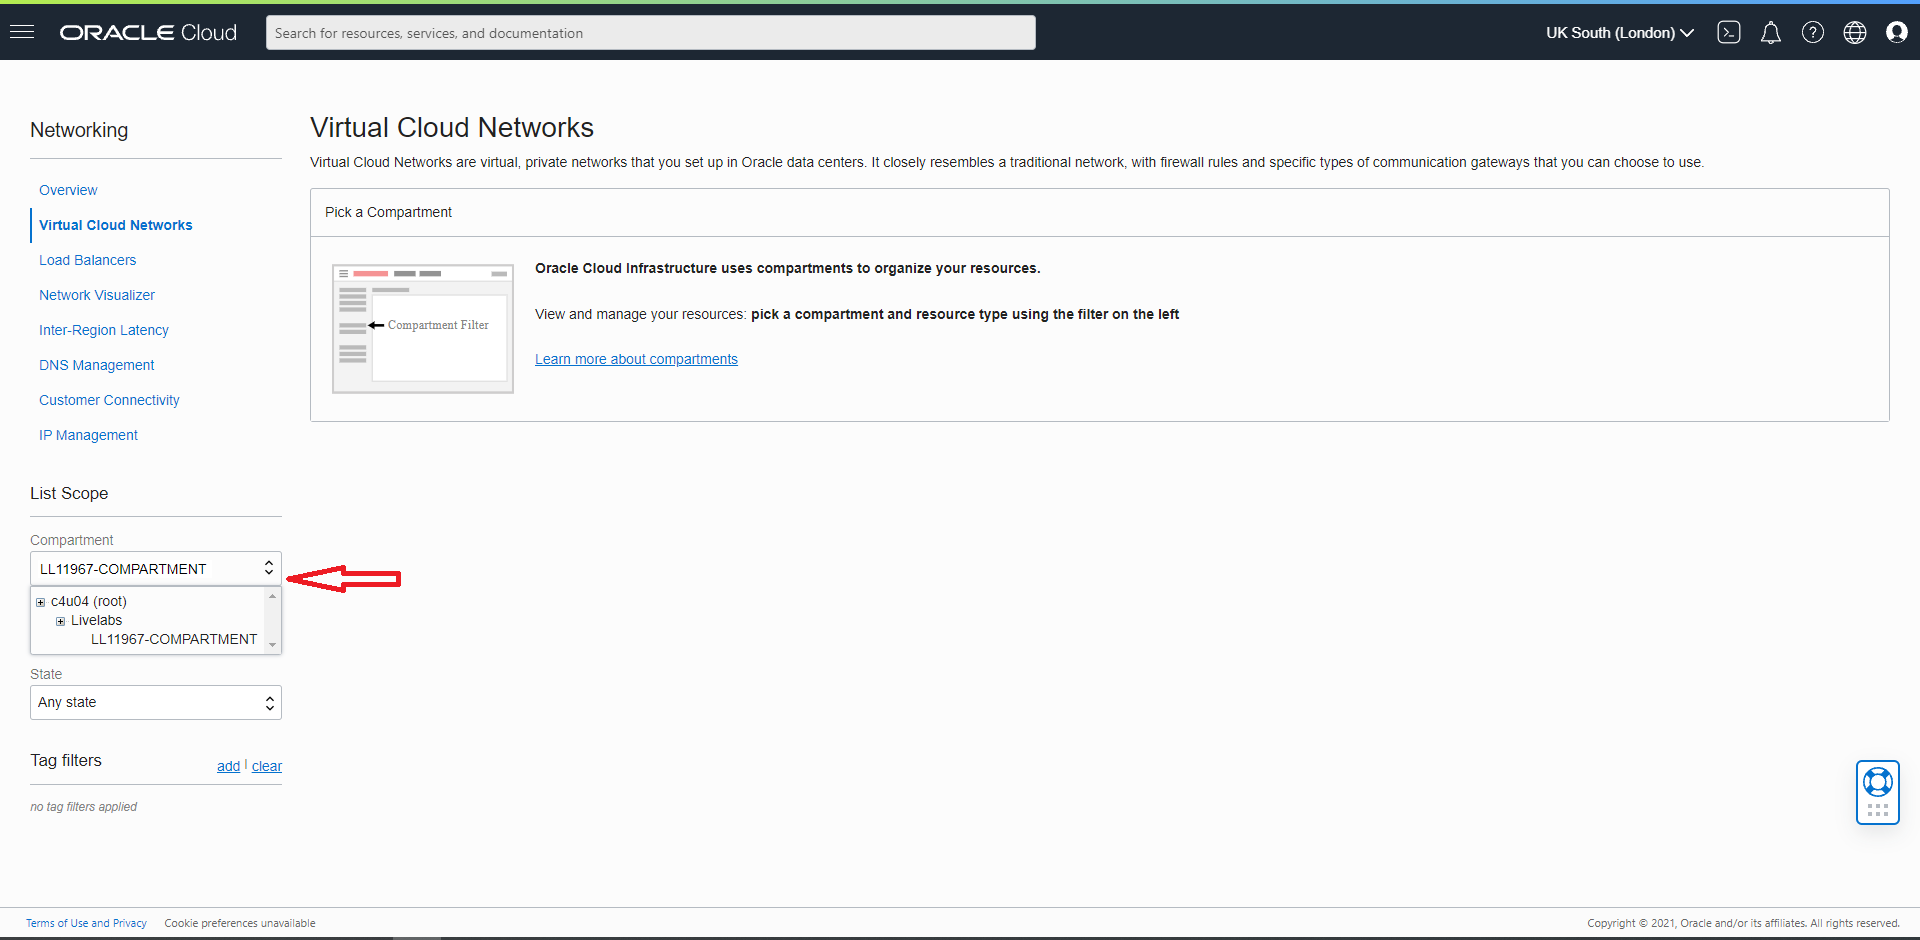 ORACLE Cloud
Search for resources, services, and documentation
UK South (London)
Networking
Overview
Virtual Cloud Networks
Load Balancers
Network Visualizer
Inter-Region Latency
DNS Management
Customer Connectivity
IP Management
List Scope
Compartment
LL11967-COMPARTMENT
c4u04 (root)
Livelabs
LL11967-COMPARTMENT
State
Any state
Tag filters
add | clear
no tag filters applied
Virtual Cloud Networks
Virtual Cloud Networks are virtual, private networks that you set up in Oracle data centers. It closely resembles a traditional network, with firewall rules and specific types of communication gateways that you can choose to use.
Pick a Compartment
Compartment Filter
Oracle Cloud Infrastructure uses compartments to organize your resources.
View and manage your resources: pick a compartment and resource type using the filter on the left
Learn more about compartments
Terms of Use and Privacy Cookie preferences unavailable
Copyright © 2021, Oracle and/or its affiliates. All rights reserved.